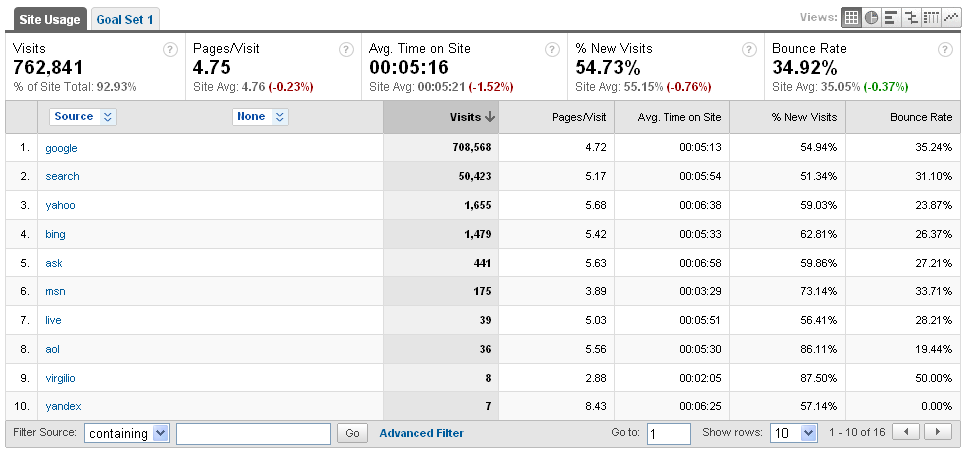 Site Usage Goal Set 1 Views:
Visits ? Pages/Visit ? Avg. Time on Site ? % New Visits ? Bounce Rate ?
762,841 4.75 00:05:16 54.73% 34.92%
% of Site Total: 92.93% Site Avg: 4.76 (-0.23%) Site Avg: 00:05:21 (-1.52%) Site Avg: 55.15% (-0.76%) Site Avg: 35.05% (-0.37%)
Source None Visits Pages/Visit Avg. Time on Site % New Visits Bounce Rate
1. google 708,568 4.72 00:05:13 54.94% 35.24%
2. search 50,423 5.17 00:05:54 51.34% 31.10%
3. yahoo 1,655 5.68 00:06:38 59.03% 23.87%
4. bing 1,479 5.42 00:05:33 62.81% 26.37%
5. ask 441 5.63 00:06:58 59.86% 27.21%
6. msn 175 3.89 00:03:29 73.14% 33.71%
7. live 39 5.03 00:05:51 56.41% 28.21%
8. aol 36 5.56 00:05:30 86.11% 19.44%
9. virgilio 8 2.88 00:02:05 87.50% 50.00%
10. yandex 7 8.43 00:06:25 57.14% 0.00%
Filter Source: containing Go Advanced Filter Go to: 1 Show rows: 10 1 - 10 of 16